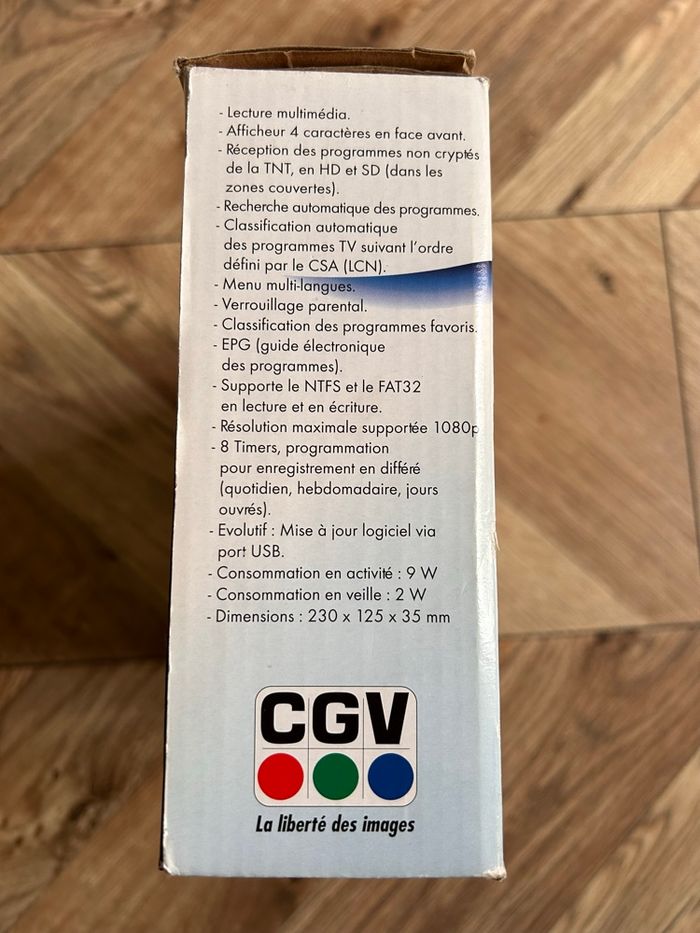 - Lecture multimédia.
- Afficheur 4 caractères en face avant.
- Réception des programmes non cryptés
de la TNT, en HD et SD (dans les
zones couvertes).
- Recherche automatique des programmes.
- Classification automatique
des programmes TV suivant l'ordre
défini par le CSA (LCN).
- Menu multi-langues.
- Verrouillage parental.
- Classification des programmes favoris.
- EPG (guide électronique
des programmes).
- Supporte le NTFS et le FAT32
en lecture et en écriture.
- Résolution maximale supportée 1080p
- 8 Timers, programmation
pour enregistrement en différé
(quotidien, hebdomadaire, jours
ouvrés).
- Evolutif : Mise à jour logiciel via
port USB.
- Consommation en activité : 9 W
- Consommation en veille : 2 W
- Dimensions : 230 x 125 x 35 mm
CGV
La liberté des images